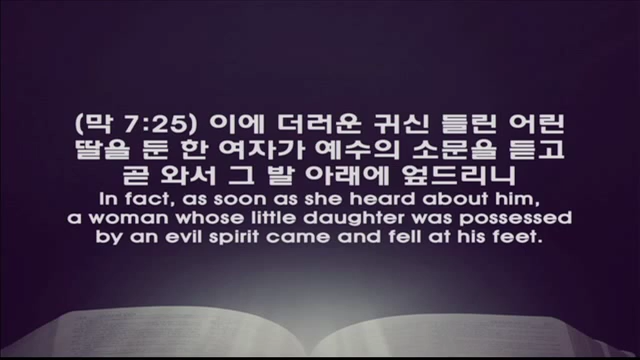 (막 7:25) 이에 더러운 귀신 들린 어린
딸을 둔 한 여자가 예수의 소문을 듣고
곧 와서 그 발 아래에 엎드리니
In fact, as soon as she heard about him,
a woman whose little daughter was possessed
by an evil spirit came and fell at his feet.